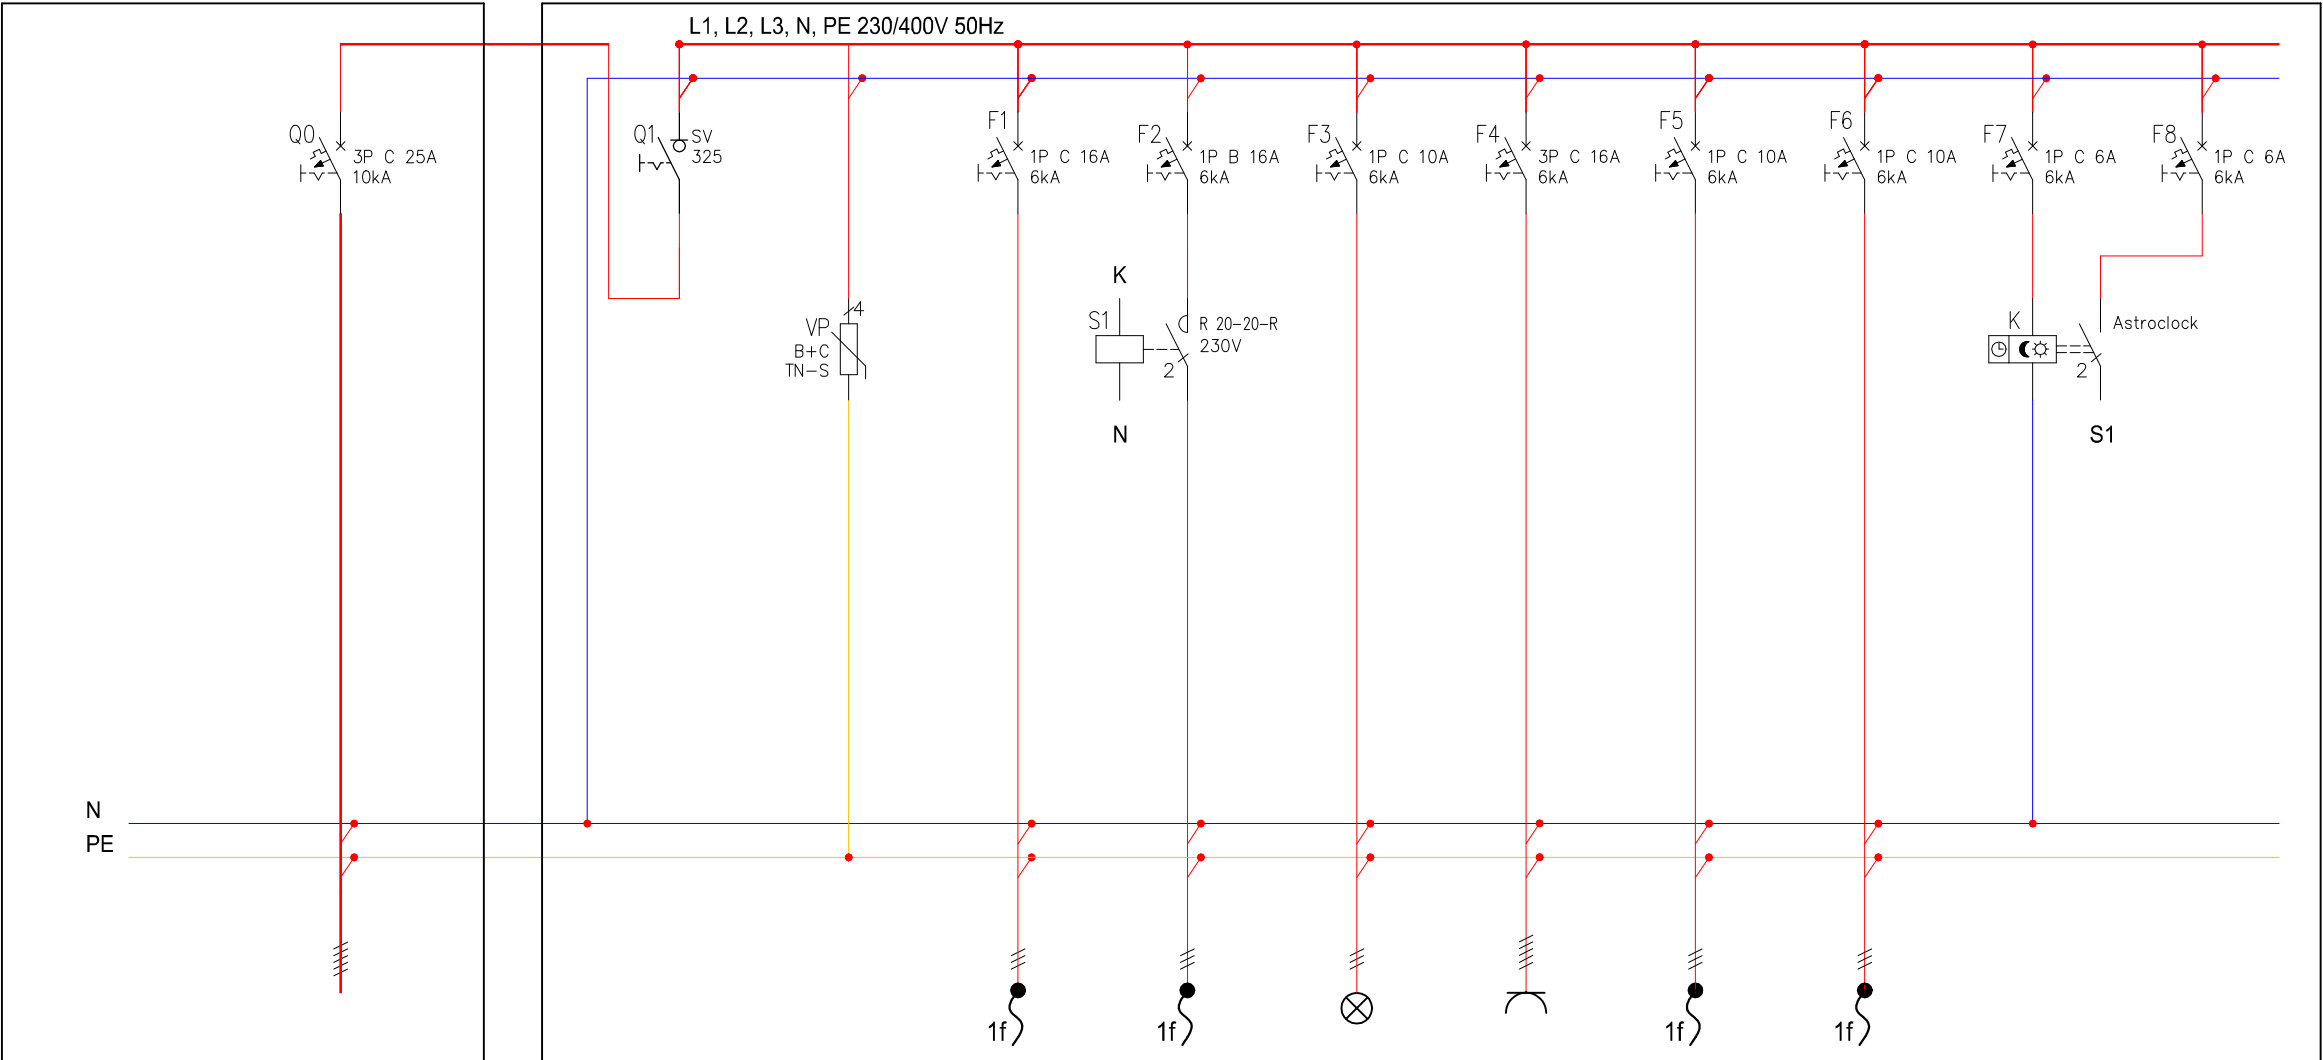 L1, L2, L3, N, PE 230/400V 50Hz
Q0
3P C 25A
10kA
Q1
SV
325
F1
1P C 16A
6kA
F2
1P B 16A
6kA
F3
1P C 10A
6kA
F4
3P C 16A
6kA
F5
1P C 10A
6kA
F6
1P C 10A
6kA
F7
1P C 6A
6kA
F8
1P C 6A
6kA
VP
4
B+C
TN-S
K
S1
R 20-20-R
230V
2
N
K
Astroclock
2
S1
N
PE
1f
1f
1f
1f